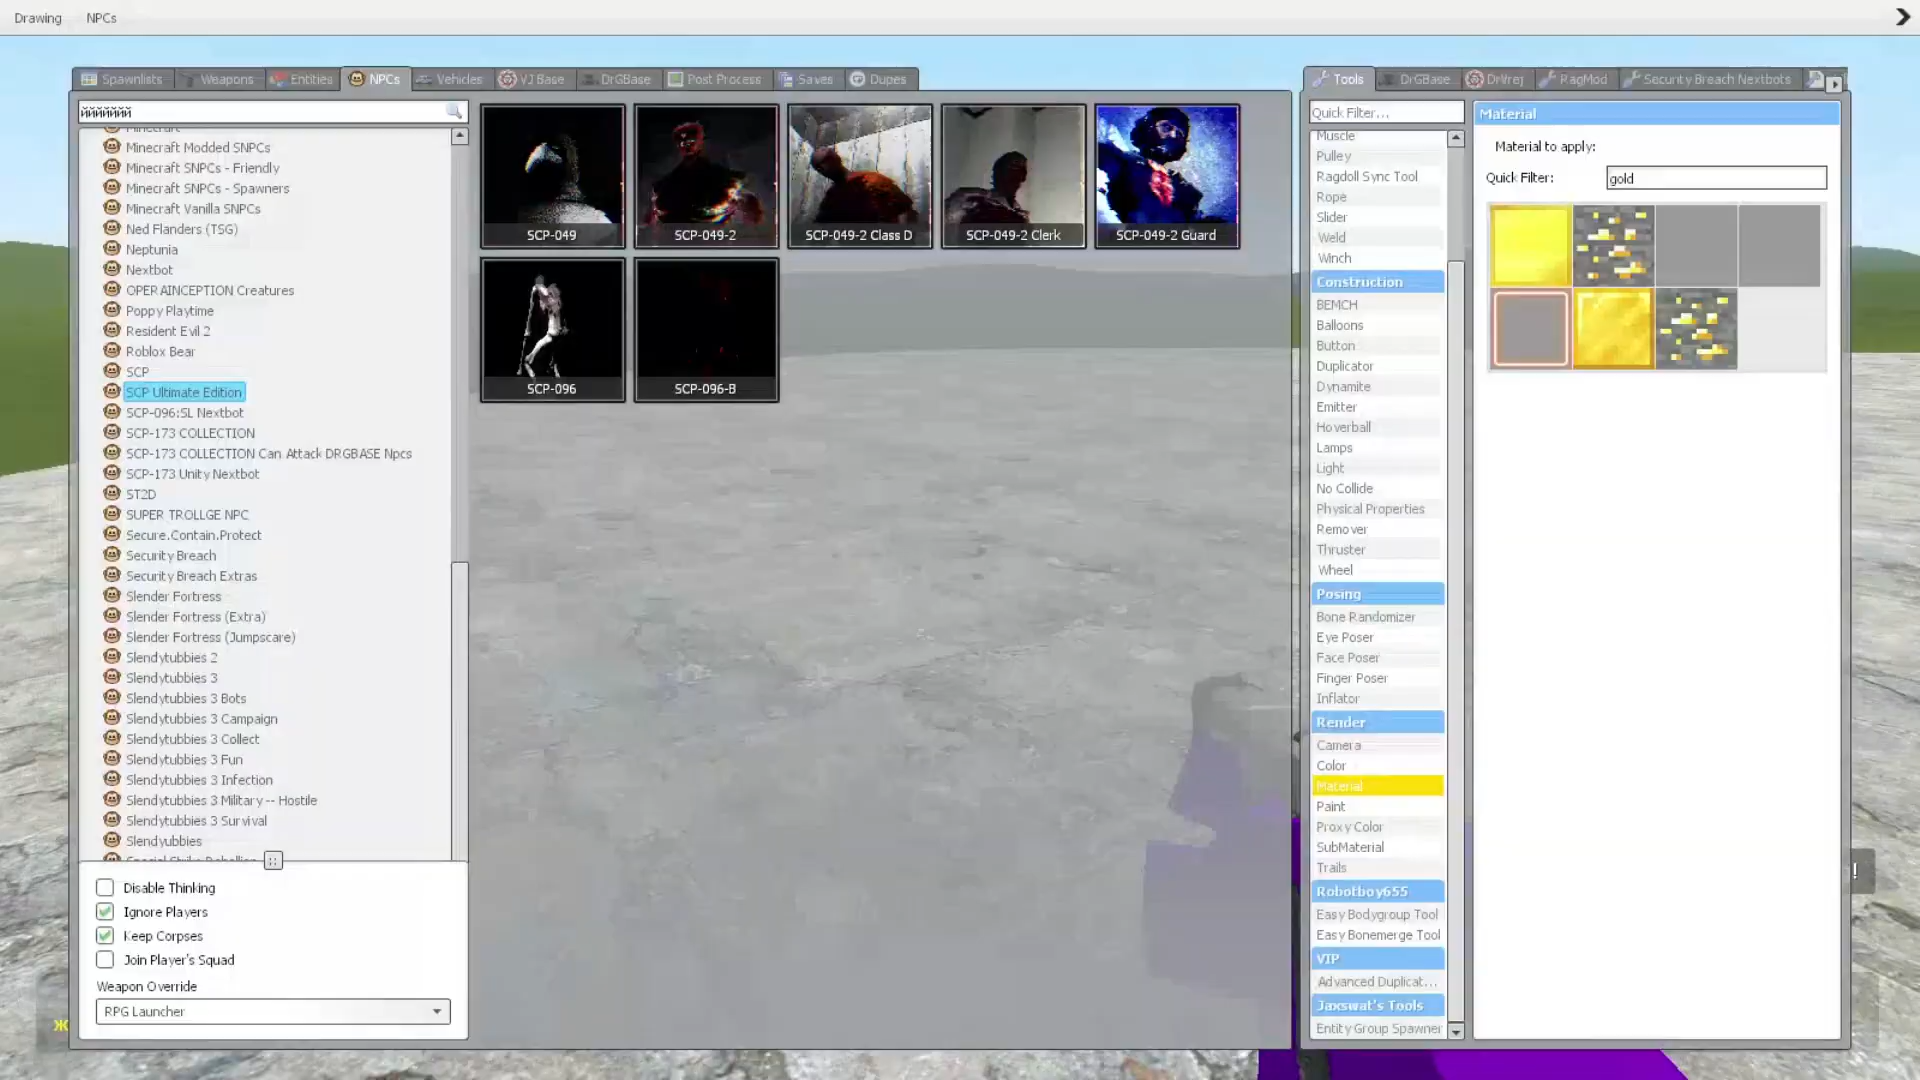 Drawing NPCs
Spawnlists Weapons Entities NPCs Vehicles VJ Base DrGBase Post Process Saves Dupes
йййййй
Minecraft
Minecraft Modded SNPCs
Minecraft SNPCs - Friendly
Minecraft SNPCs - Spawners
Minecraft Vanilla SNPCs
Ned Flanders (TSG)
Neptunia
Nextbot
OPERAINCEPTION Creatures
Poppy Playtime
Resident Evil 2
Roblox Bear
SCP
SCP Ultimate Edition
SCP-096:SL Nextbot
SCP-173 COLLECTION
SCP-173 COLLECTION Can Attack DRGBASE Npcs
SCP-173 Unity Nextbot
ST2D
SUPER TROLLGE NPC
Secure.Contain.Protect
Security Breach
Security Breach Extras
Slender Fortress
Slender Fortress (Extra)
Slender Fortress (Jumpscare)
Slendytubbies 2
Slendytubbies 3
Slendytubbies 3 Bots
Slendytubbies 3 Campaign
Slendytubbies 3 Collect
Slendytubbies 3 Fun
Slendytubbies 3 Infection
Slendytubbies 3 Military -- Hostile
Slendytubbies 3 Survival
Slendyubbies
Disable Thinking
Ignore Players
Keep Corpses
Join Player's Squad
Weapon Override
RPG Launcher
Ж
SCP-049 SCP-049-2 SCP-049-2 Class D SCP-049-2 Clerk SCP-049-2 Guard
SCP-096 SCP-096-B
Tools DrGBase DrVrej RagMod Security Breach Nextbots
Quick Filter...
Muscle
Pulley
Ragdoll Sync Tool
Rope
Slider
Weld
Winch
Construction
BEMCH
Balloons
Button
Duplicator
Dynamite
Emitter
Hoverball
Lamps
Light
No Collide
Physical Properties
Remover
Thruster
Wheel
Posing
Bone Randomizer
Eye Poser
Face Poser
Finger Poser
Inflator
Render
Camera
Color
Material
Paint
Proxy Color
SubMaterial
Trails
Robotboy655
Easy Bodygroup Tool
Easy Bonemerge Tool
VIP
Advanced Duplicat...
Jaxswat's Tools
Entity Group Spawner
Material
Material to apply:
Quick Filter: gold
!